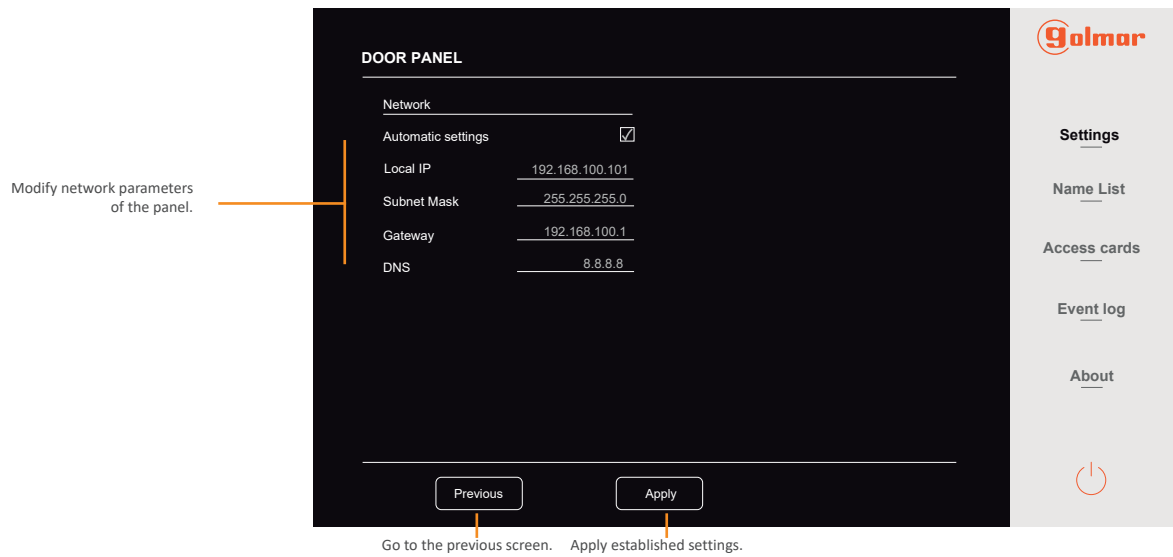 golmar
DOOR PANEL
Network
Automatic settings
Local IP 192.168.100.101
Subnet Mask 255.255.255.0
Gateway 192.168.100.1
DNS 8.8.8.8
Modify network parameters
of the panel.
Settings
Name List
Access cards
Event log
About
Previous Apply
Go to the previous screen. Apply established settings.